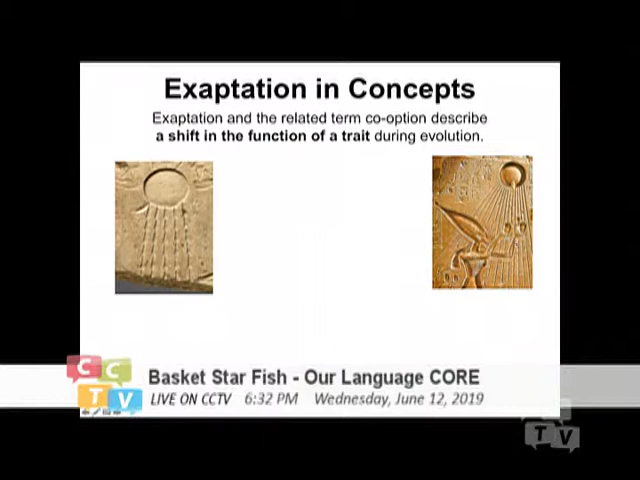 Exaptation in Concepts
Exaptation and the related term co-option describe
a shift in the function of a trait during evolution.
C C
T V
Basket Star Fish - Our Language CORE
LIVE ON CCTV 6:32 PM Wednesday, June 12, 2019
T V